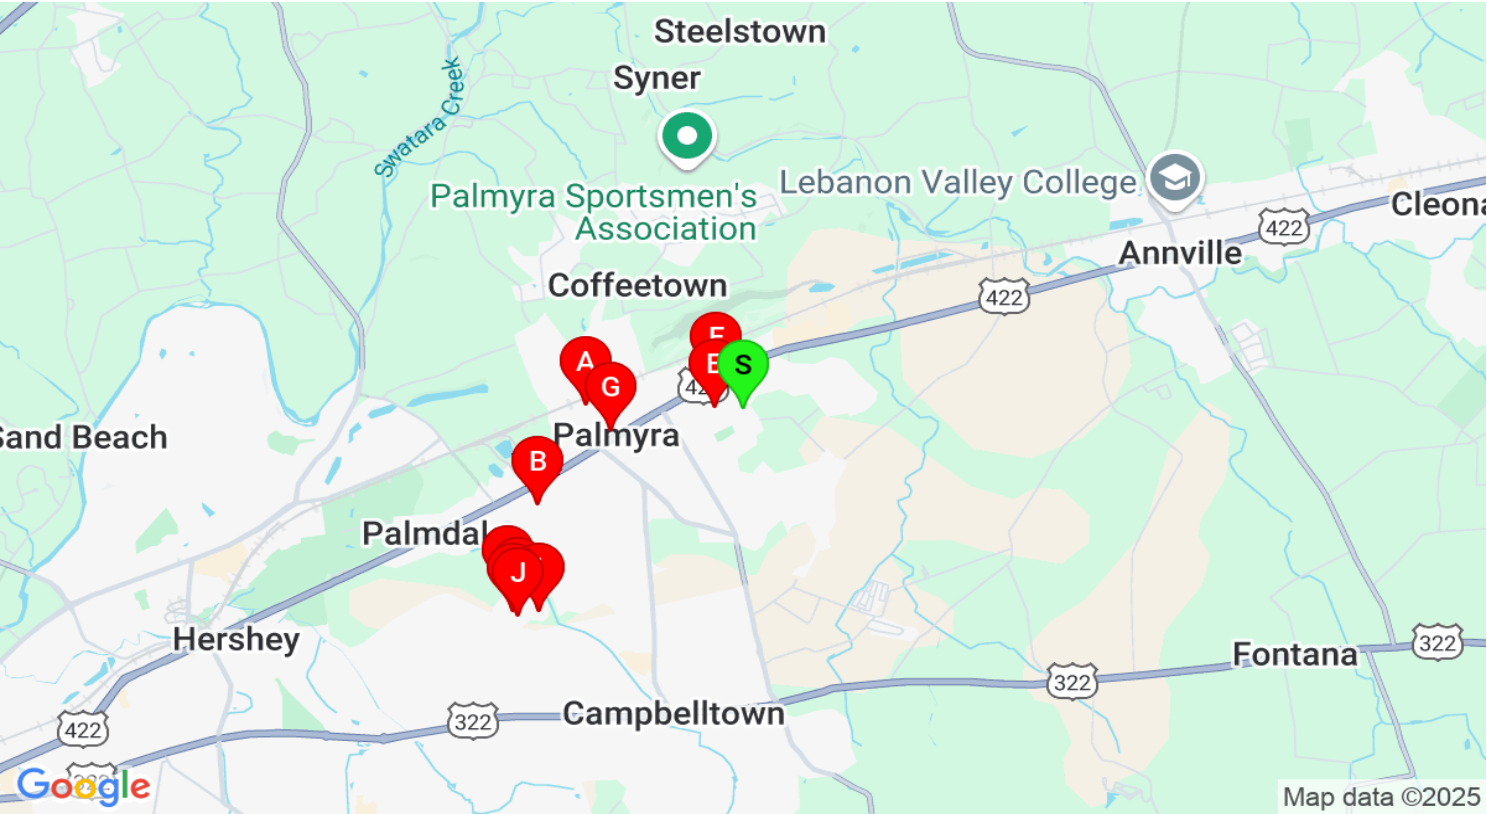 Steelstown
Syner
Swatara Creek
Palmyra Sportsmen's
Association
Lebanon Valley College
Cleona
422
Annville
422
Coffeetown
F
A
E
S
G
Palmyra
Sand Beach
B
Palmdal
J
Hershey
Fontana
322
322
Campbelltown
322
422
Google
Map data ©2025